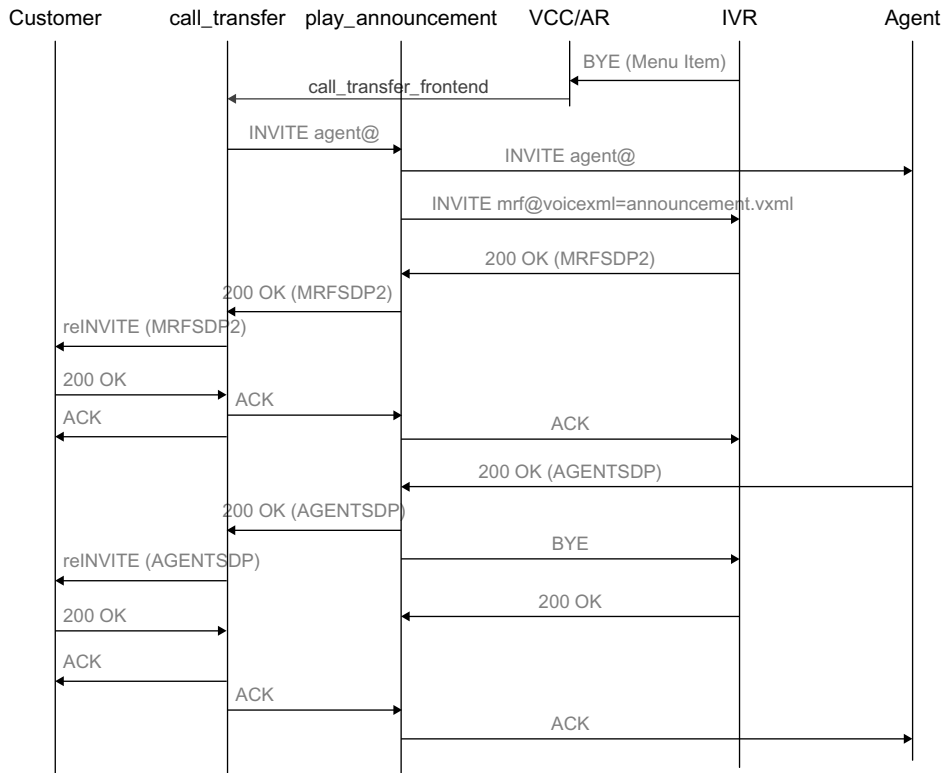 Customer call_transfer play_announcement VCC/AR IVR Agent
BYE (Menu Item)
call_transfer_frontend
INVITE agent@
INVITE agent@
INVITE mrf@voicexml=announcement.vxml
200 OK (MRFSDP2)
200 OK (MRFSDP2)
reINVITE (MRFSDP2)
200 OK
ACK
ACK
ACK
200 OK (AGENTSDP)
200 OK (AGENTSDP)
BYE
reINVITE (AGENTSDP)
200 OK
200 OK
ACK
ACK
ACK